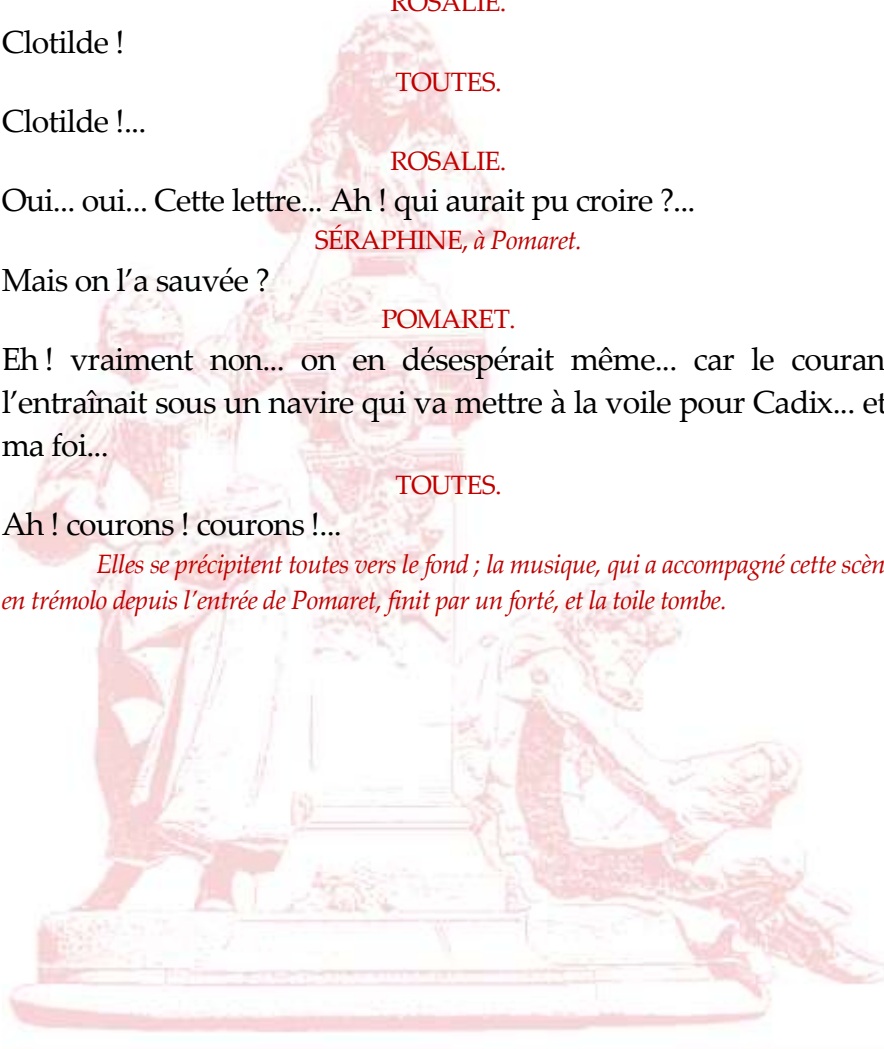 ROSALIE.
Clotilde !
TOUTES.
Clotilde !...
ROSALIE.
Oui... oui... Cette lettre... Ah ! qui aurait pu croire ?...
SÉRAPHINE, à Pomaret.
Mais on l’a sauvée ?
POMARET.
Eh ! vraiment non... on en désespérait même... car le couran
l’entraînait sous un navire qui va mettre à la voile pour Cadix... et
ma foi...
TOUTES.
Ah ! courons ! courons !...
Elles se précipitent toutes vers le fond ; la musique, qui a accompagné cette scèn
en trémolo depuis l’entrée de Pomaret, finit par un forté, et la toile tombe.